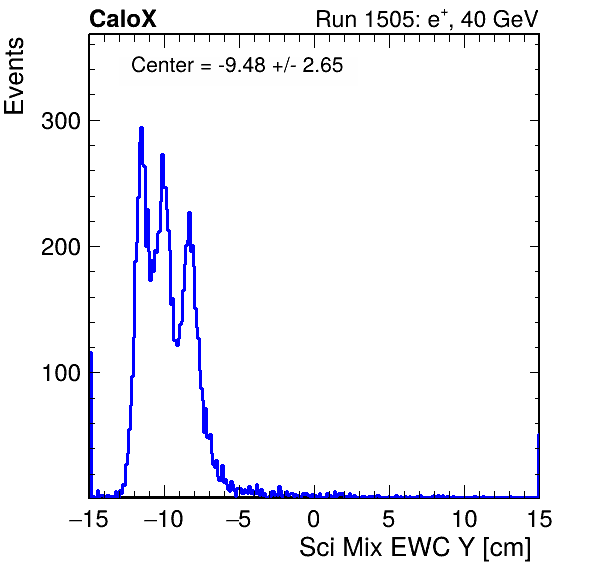 CaloX Run 1505: e⁺, 40 GeV
Center = -9.48 +/- 2.65
Events
300
200
100
−15 −10 −5 0 5 10 15
Sci Mix EWC Y [cm]